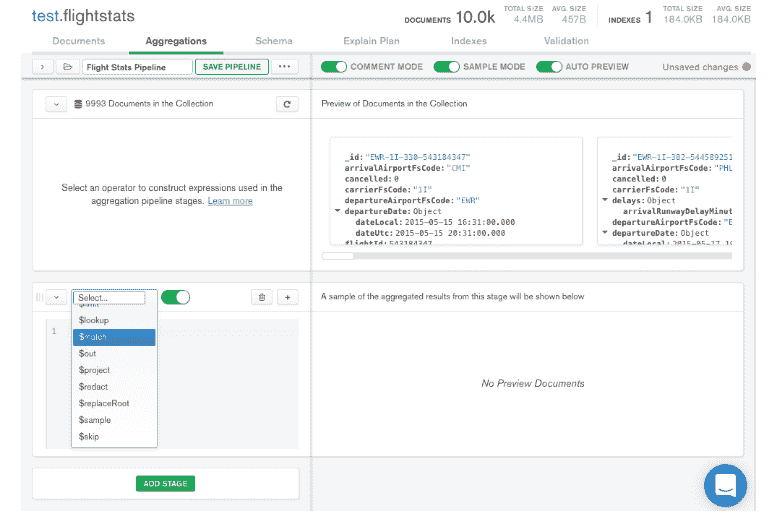 test.flightstats
DOCUMENTS 10.0k TOTAL SIZE 4.4MB AVG. SIZE 457B INDEXES 1 TOTAL SIZE 184.0KB AVG. SIZE 184.0KB
Documents Aggregations Schema Explain Plan Indexes Validation
Flight Stats Pipeline SAVE PIPELINE ... COMMENT MODE SAMPLE MODE AUTO PREVIEW Unsaved changes
9993 Documents in the Collection
Preview of Documents in the Collection
Select an operator to construct expressions used in the
aggregation pipeline stages. Learn more
_id:"EWR-1I-330-543184347"
arrivalAirportFsCode:"CMI"
cancelled:0
carrierFsCode:"1I"
departureAirportFsCode:"EWR"
departureDate:Object
dateLocal:2015-05-15 16:31:00.000
dateUtc:2015-05-15 20:31:00.000
flightId:543184347
_id:"EWR-1I-382-544589251
arrivalAirportFsCode:"PHL
cancelled:0
carrierFsCode:"1I"
delays:Object
arrivalRunwayDelayMinut
departureAirportFsCode:"E
departureDate:Object
dateLocal:2015-05-17 10
Select...
A sample of the aggregated results from this stage will be shown below
1
$lookup
$match
$out
$project
$redact
$replaceRoot
$sample
$skip
No Preview Documents
ADD STAGE